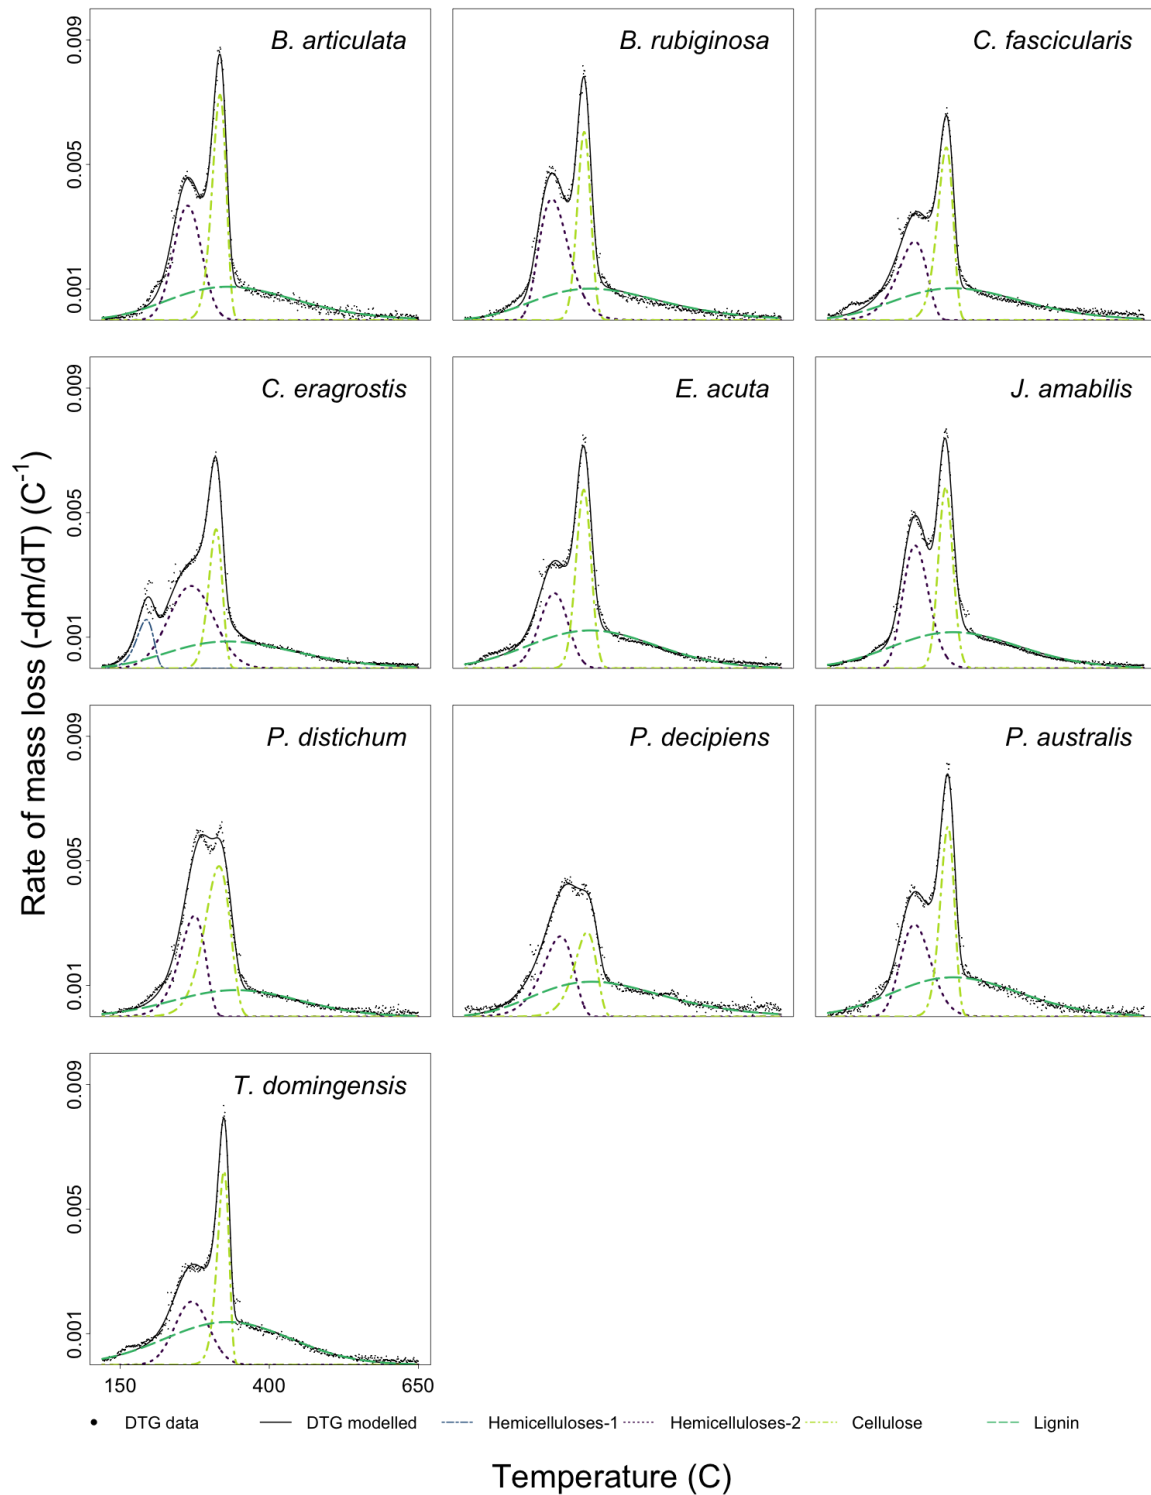 B. articulata
B. rubiginosa
C. fascicularis
0.009
0.005
0.001
C. eragrostis
E. acuta
J. amabilis
0.009
0.005
0.001
Rate of mass loss (-dm/dT) (C⁻¹)
P. distichum
P. decipiens
P. australis
0.009
0.005
0.001
T. domingensis
0.009
0.005
0.001
150 400 650
DTG data DTG modelled Hemicelluloses-1 Hemicelluloses-2 Cellulose Lignin
Temperature (C)